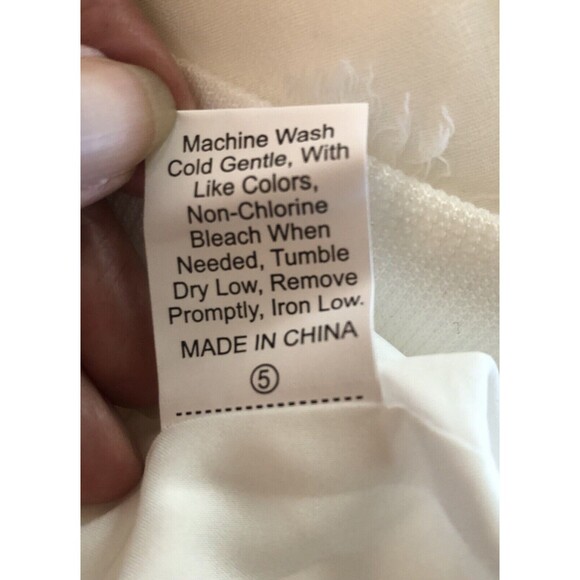 Machine Wash
Cold Gentle, With
Like Colors,
Non-Chlorine
Bleach When
Needed, Tumble
Dry Low, Remove
Promptly, Iron Low.
MADE IN CHINA
⑤